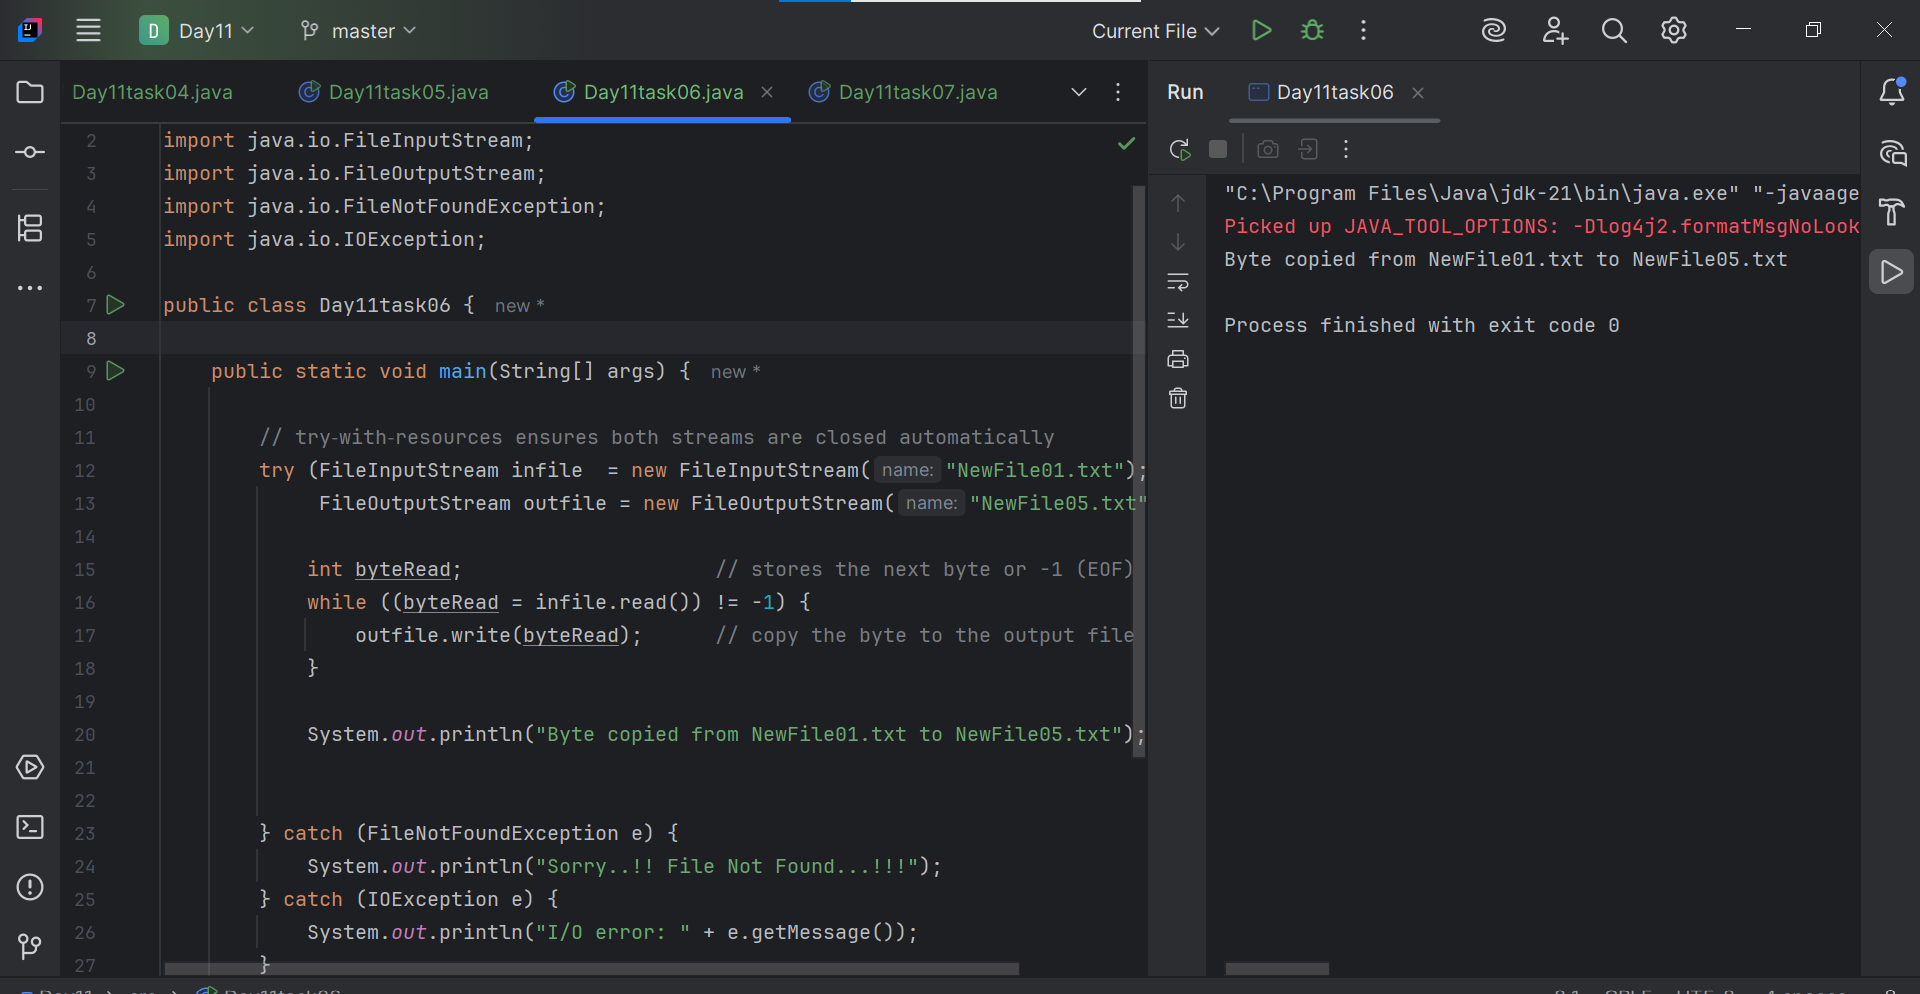 D Day11 master Current File
Day11task04.java Day11task05.java Day11task06.java Day11task07.java
2 import java.io.FileInputStream;
3 import java.io.FileOutputStream;
4 import java.io.FileNotFoundException;
5 import java.io.IOException;
6
7 public class Day11task06 { new *
8
9 public static void main(String[] args) { new *
10
11 // try-with-resources ensures both streams are closed automatically
12 try (FileInputStream infile  = new FileInputStream( name: "NewFile01.txt");
13 FileOutputStream outfile = new FileOutputStream( name: "NewFile05.txt"
14
15 int byteRead; // stores the next byte or -1 (EOF)
16 while ((byteRead = infile.read()) != -1) {
17 outfile.write(byteRead); // copy the byte to the output file
18 }
19
20 System.out.println("Byte copied from NewFile01.txt to NewFile05.txt");
21
22
23 } catch (FileNotFoundException e) {
24 System.out.println("Sorry..!! File Not Found...!!!");
25 } catch (IOException e) {
26 System.out.println("I/O error: " + e.getMessage());
27 }
Run Day11task06
"C:\Program Files\Java\jdk-21\bin\java.exe" "-javaage
Picked up JAVA_TOOL_OPTIONS: -Dlog4j2.formatMsgNoLook
Byte copied from NewFile01.txt to NewFile05.txt
Process finished with exit code 0